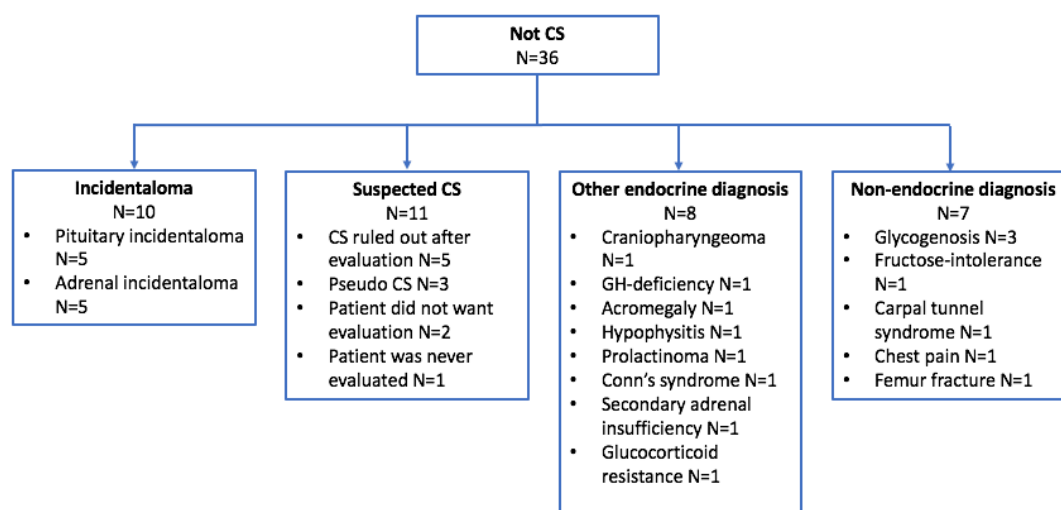 Not CS
N=36
Incidentaloma
N=10
• Pituitary incidentaloma
N=5
• Adrenal incidentaloma
N=5
Suspected CS
N=11
• CS ruled out after
evaluation N=5
• Pseudo CS N=3
• Patient did not want
evaluation N=2
• Patient was never
evaluated N=1
Other endocrine diagnosis
N=8
• Craniopharyngeoma
N=1
• GH-deficiency N=1
• Acromegaly N=1
• Hypophysitis N=1
• Prolactinoma N=1
• Conn’s syndrome N=1
• Secondary adrenal
insufficiency N=1
• Glucocorticoid
resistance N=1
Non-endocrine diagnosis
N=7
• Glycogenosis N=3
• Fructose-intolerance
N=1
• Carpal tunnel
syndrome N=1
• Chest pain N=1
• Femur fracture N=1